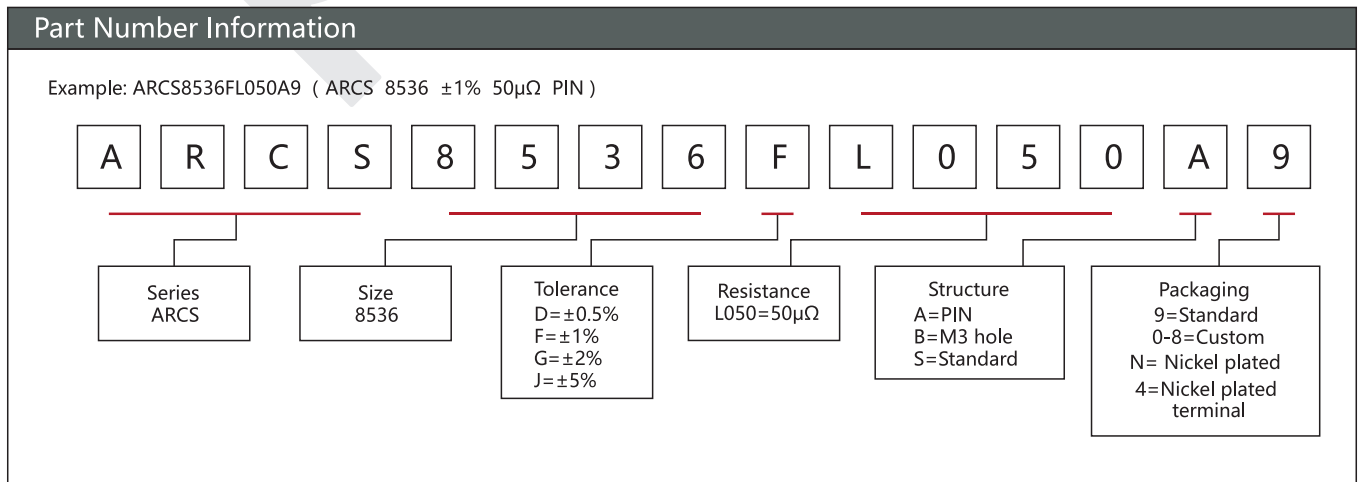 Part Number Information
Example: ARCS8536FL050A9 ( ARCS 8536 ±1% 50μΩ PIN )
A R C S 8 5 3 6 F L 0 5 0 A 9
Series
ARCS
Size
8536
Tolerance
D=±0.5%
F=±1%
G=±2%
J=±5%
Resistance
L050=50μΩ
Structure
A=PIN
B=M3 hole
S=Standard
Packaging
9=Standard
0-8=Custom
N= Nickel plated
4=Nickel plated
terminal